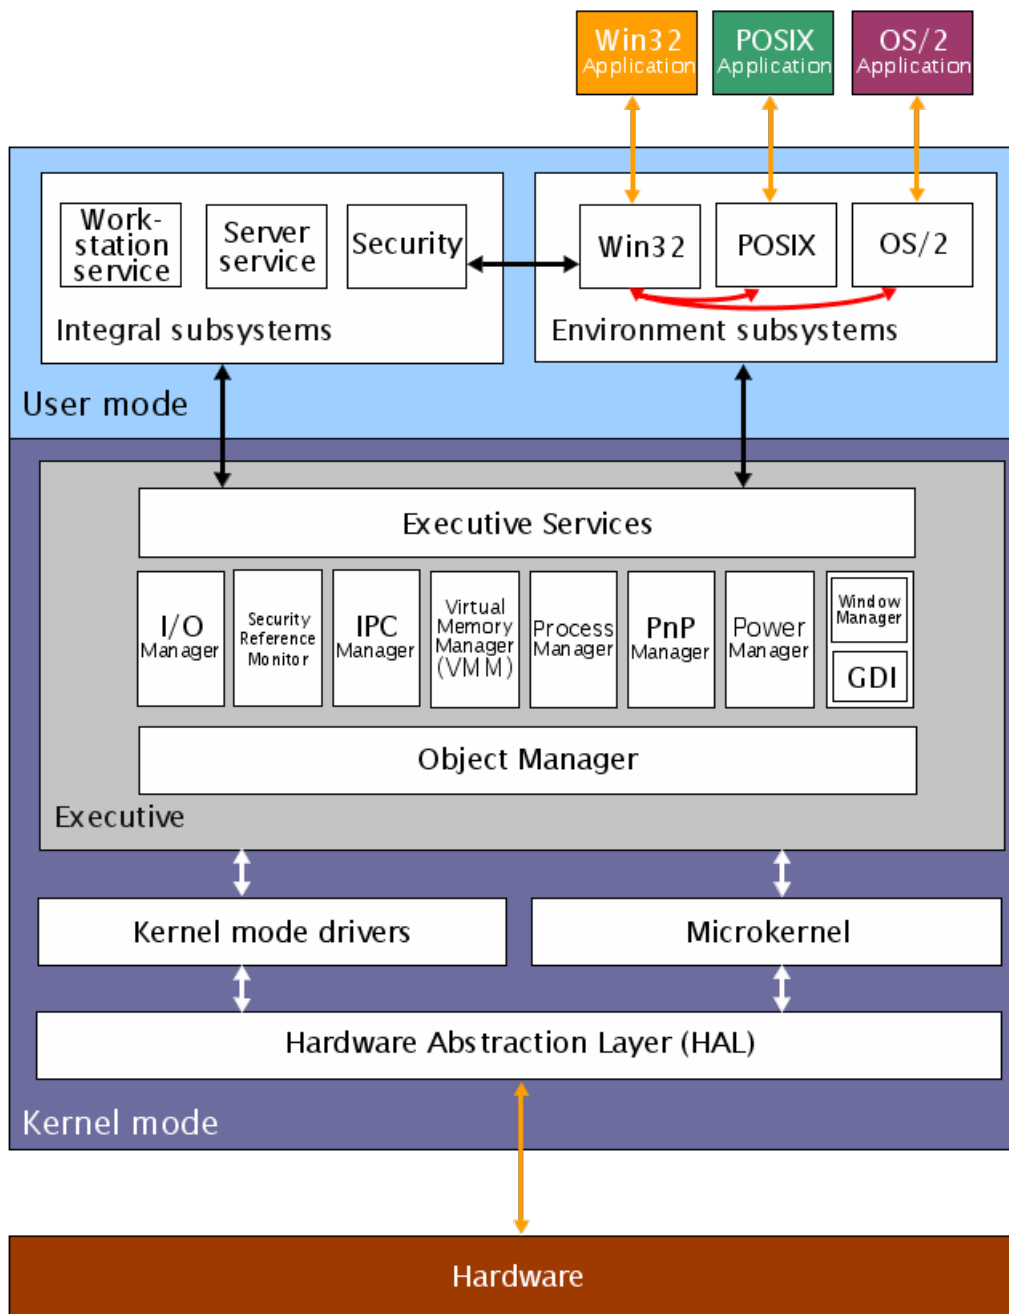 Win32
Application
POSIX
Application
OS/2
Application
Work-
station
service
Server
service
Security
Integral subsystems
Win32
POSIX
OS/2
Environment subsystems
User mode
Executive Services
I/O
Manager
Security
Reference
Monitor
IPC
Manager
Virtual
Memory
Manager
(VMM)
Process
Manager
PnP
Manager
Power
Manager
Window
Manager
GDI
Object Manager
Executive
Kernel mode drivers
Microkernel
Hardware Abstraction Layer (HAL)
Kernel mode
Hardware